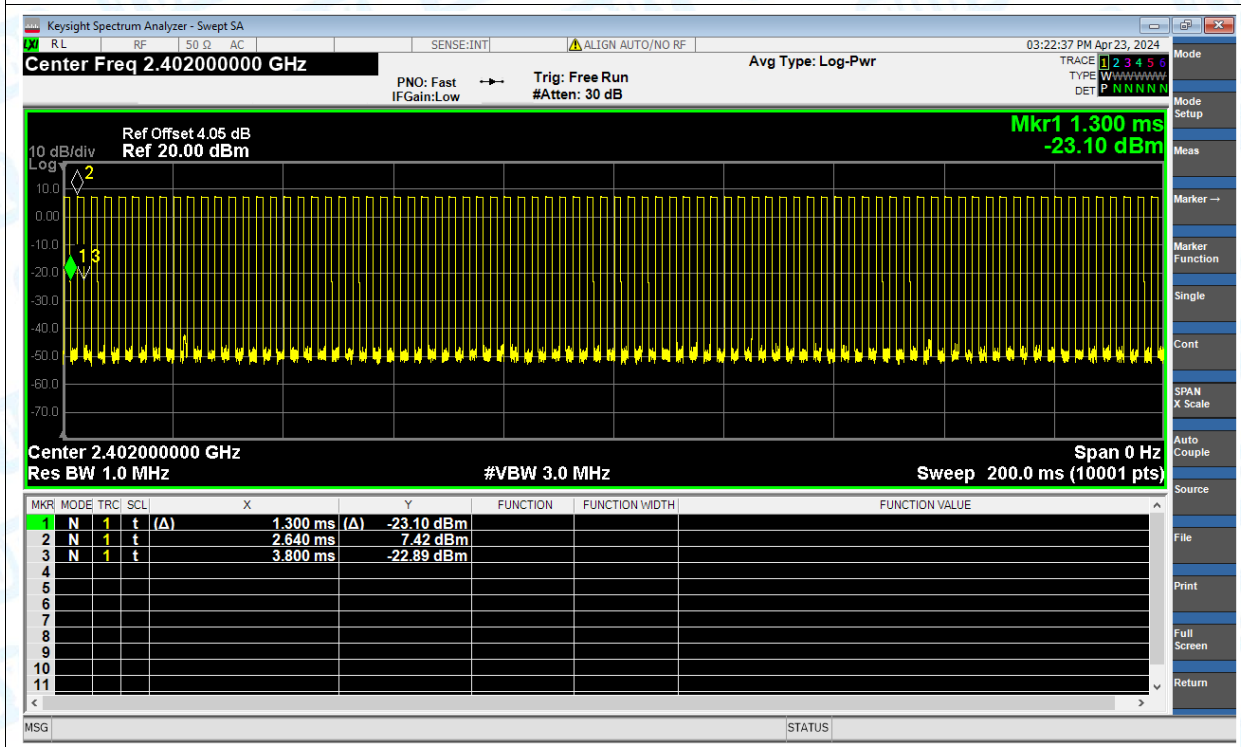 Keysight Spectrum Analyzer - Swept SA
LXI RL RF 50 Ω AC SENSE:INT ALIGN AUTO/NO RF 03:22:37 PM Apr 23, 2024
Center Freq 2.402000000 GHz
PNO: Fast
IFGain:Low
Trig: Free Run
#Atten: 30 dB
Avg Type: Log-Pwr
TRACE 1 2 3 4 5 6
TYPE WWWWWW
DET P N N N N N
Mkr1 1.300 ms
-23.10 dBm
Ref Offset 4.05 dB
10 dB/div Ref 20.00 dBm
Log
10.0
0.00
-10.0
-20.0
-30.0
-40.0
-50.0
-60.0
-70.0
2
1 3
Center 2.402000000 GHz Span 0 Hz
Res BW 1.0 MHz #VBW 3.0 MHz Sweep 200.0 ms (10001 pts)
MKR MODE TRC SCL X Y FUNCTION FUNCTION WIDTH FUNCTION VALUE
1 N 1 t (Δ) 1.300 ms (Δ) -23.10 dBm
2 N 1 t 2.640 ms 7.42 dBm
3 N 1 t 3.800 ms -22.89 dBm
4
5
6
7
8
9
10
11
MSG STATUS
Mode
Mode
Setup
Meas
Marker →
Marker
Function
Single
Cont
SPAN
X Scale
Auto
Couple
Source
File
Print
Full
Screen
Return